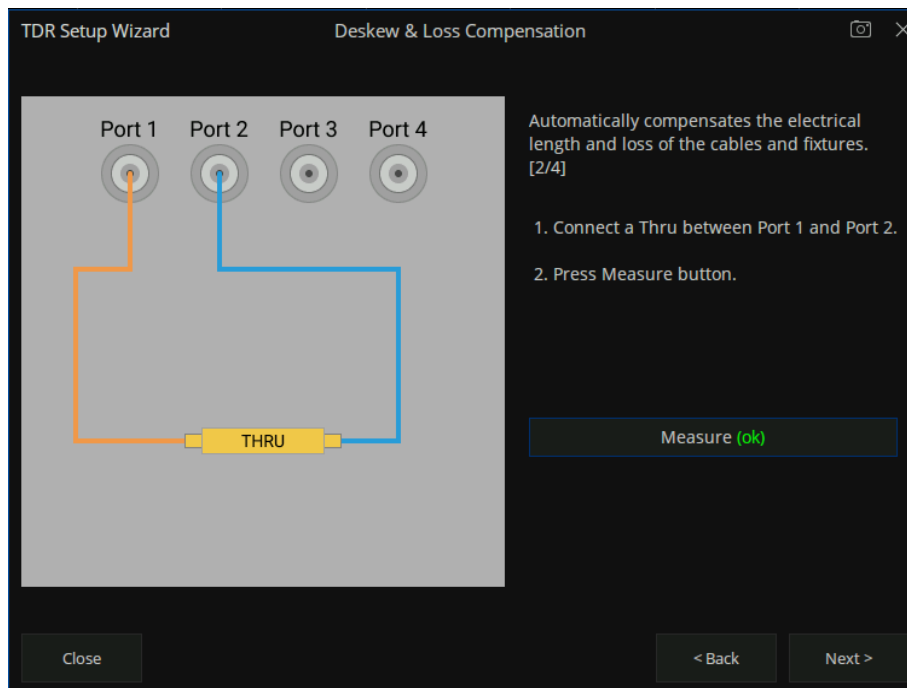 TDR Setup Wizard
Deskew & Loss Compensation
Port 1 Port 2 Port 3 Port 4
THRU
Automatically compensates the electrical
length and loss of the cables and fixtures.
[2/4]
1. Connect a Thru between Port 1 and Port 2.
2. Press Measure button.
Measure (ok)
Close
< Back
Next >